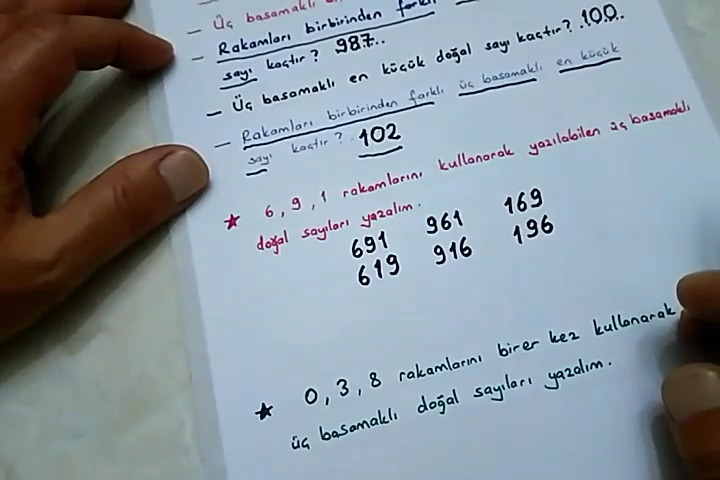 - Üç basamaklı
- Rakamları birbirinden farklı
sayı kaçtır? 987..
- Üç basamaklı en küçük doğal sayı kaçtır? .100.
- Rakamları birbirinden farklı üç basamaklı en küçük
sayı kaçtır?. 102
★ 6, 9, 1 rakamlarını kullanarak yazılabilen üç basamaklı
doğal sayıları yazalım.
691 961 169
619 916 196
★ 0, 3, 8 rakamlarını birer kez kullanarak
üç basamaklı doğal sayıları yazalım.